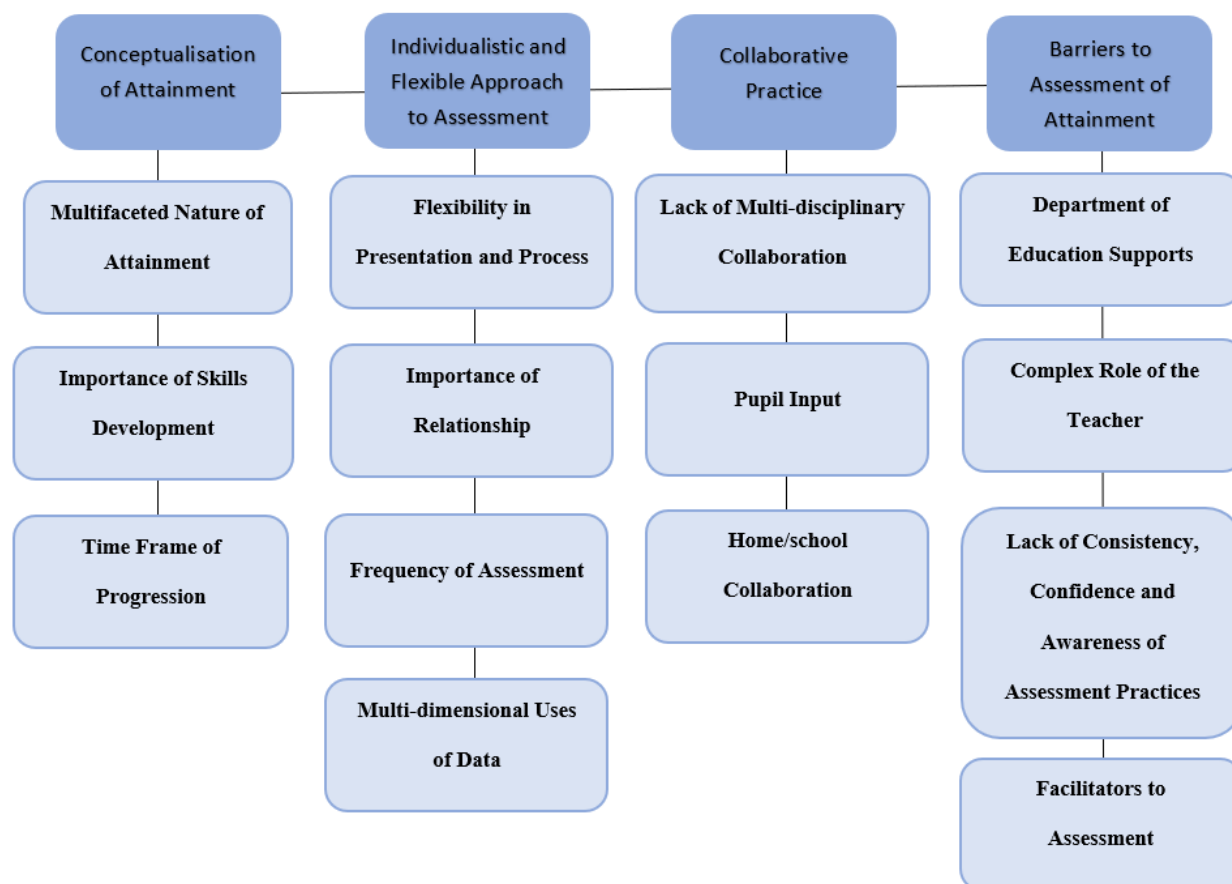 Conceptualisation
of Attainment
Individualistic and
Flexible Approach
to Assessment
Collaborative
Practice
Barriers to
Assessment of
Attainment
Multifaceted Nature of
Attainment
Importance of Skills
Development
Time Frame of
Progression
Flexibility in
Presentation and Process
Importance of
Relationship
Frequency of Assessment
Multi-dimensional Uses
of Data
Lack of Multi-disciplinary
Collaboration
Pupil Input
Home/school
Collaboration
Department of
Education Supports
Complex Role of the
Teacher
Lack of Consistency,
Confidence and
Awareness of
Assessment Practices
Facilitators to
Assessment